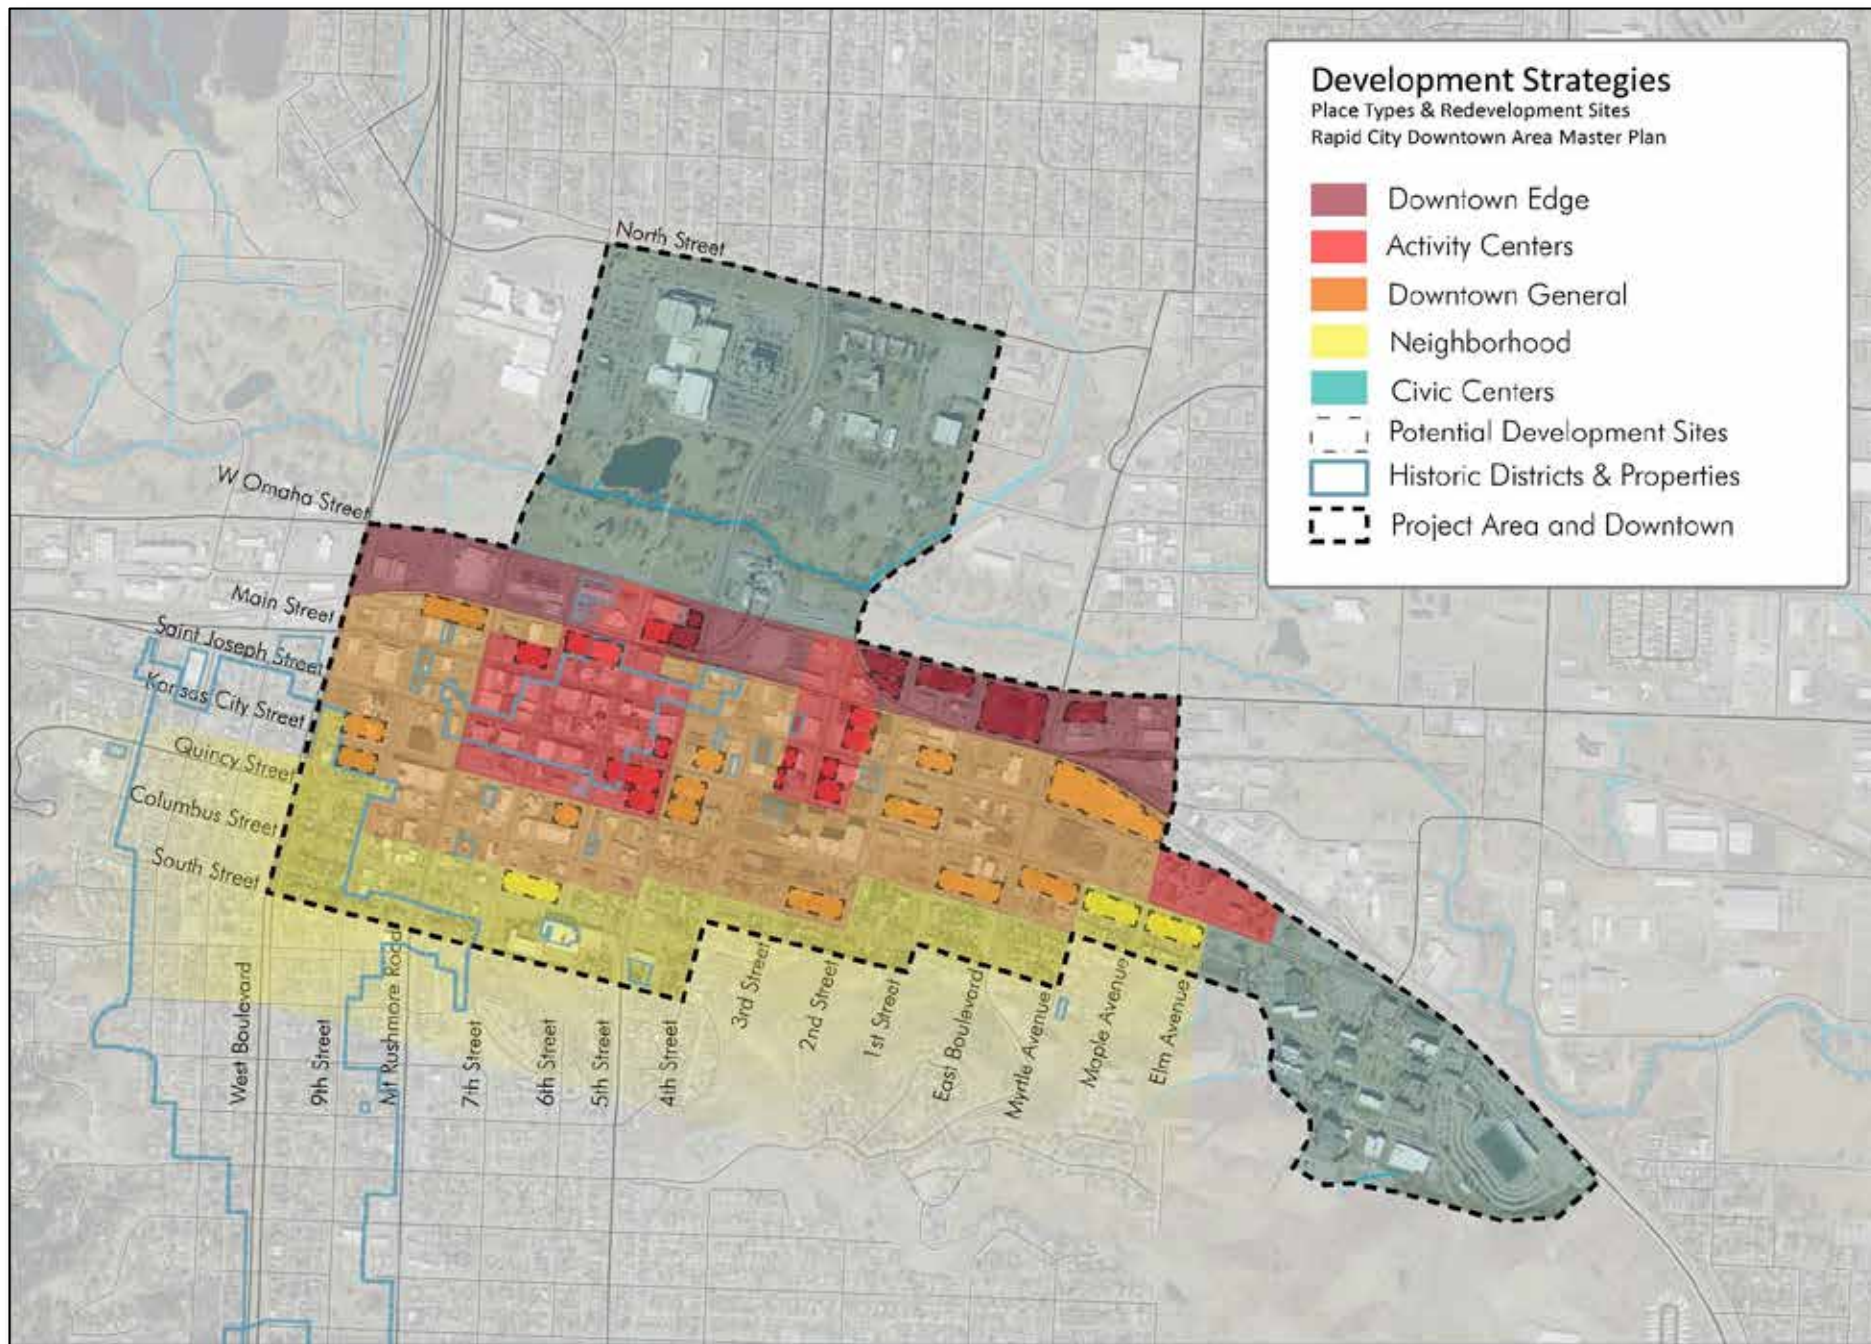 Development Strategies
Place Types & Redevelopment Sites
Rapid City Downtown Area Master Plan
Downtown Edge
Activity Centers
Downtown General
Neighborhood
Civic Centers
Potential Development Sites
Historic Districts & Properties
Project Area and Downtown
North Street
W Omaha Street
Main Street
Saint Joseph Street
Kansas City Street
Quincy Street
Columbus Street
South Street
West Boulevard
9th Street
Mt Rushmore Road
7th Street
6th Street
5th Street
4th Street
3rd Street
2nd Street
1st Street
East Boulevard
Myrtle Avenue
Maple Avenue
Elm Avenue